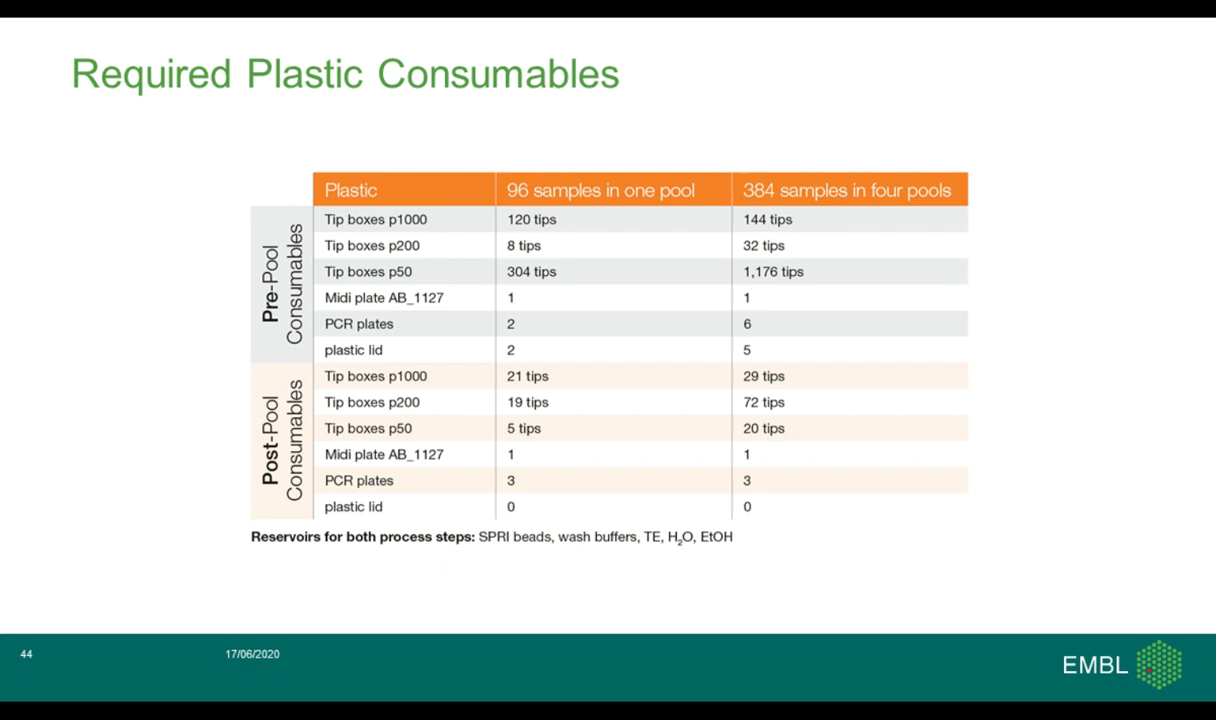 Required Plastic Consumables
Plastic 96 samples in one pool 384 samples in four pools
Pre-Pool
Consumables
Tip boxes p1000 120 tips 144 tips
Tip boxes p200 8 tips 32 tips
Tip boxes p50 304 tips 1,176 tips
Midi plate AB_1127 1 1
PCR plates 2 6
plastic lid 2 5
Post-Pool
Consumables
Tip boxes p1000 21 tips 29 tips
Tip boxes p200 19 tips 72 tips
Tip boxes p50 5 tips 20 tips
Midi plate AB_1127 1 1
PCR plates 3 3
plastic lid 0 0
Reservoirs for both process steps: SPRI beads, wash buffers, TE, H₂O, EtOH
44 17/06/2020 EMBL